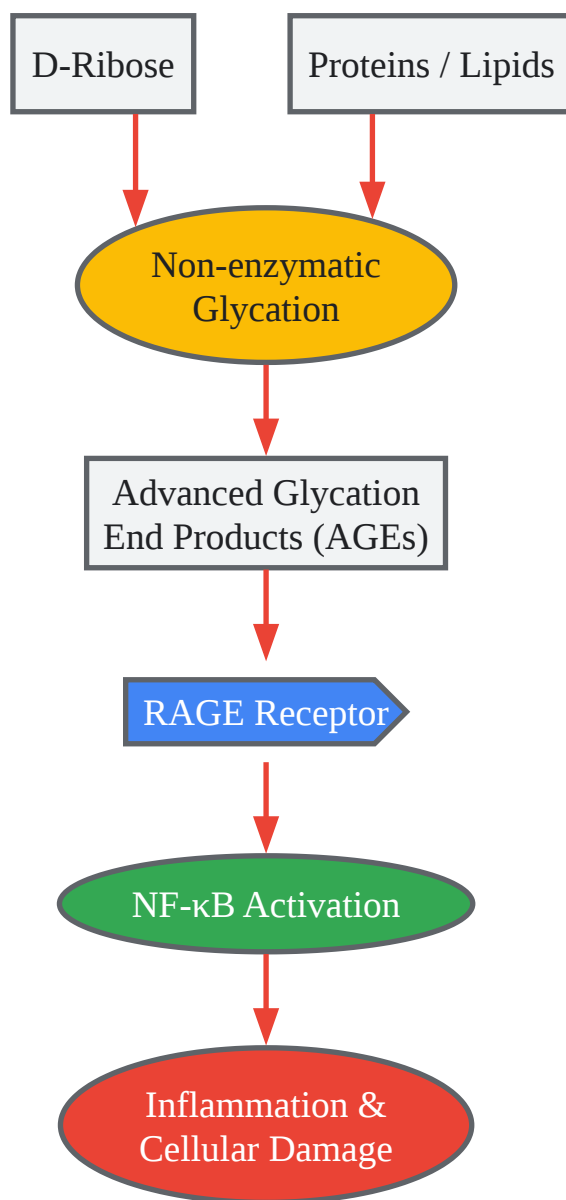 D-Ribose
Proteins / Lipids
Non-enzymatic
Glycation
Advanced Glycation
End Products (AGEs)
RAGE Receptor
NF-κB Activation
Inflammation &
Cellular Damage